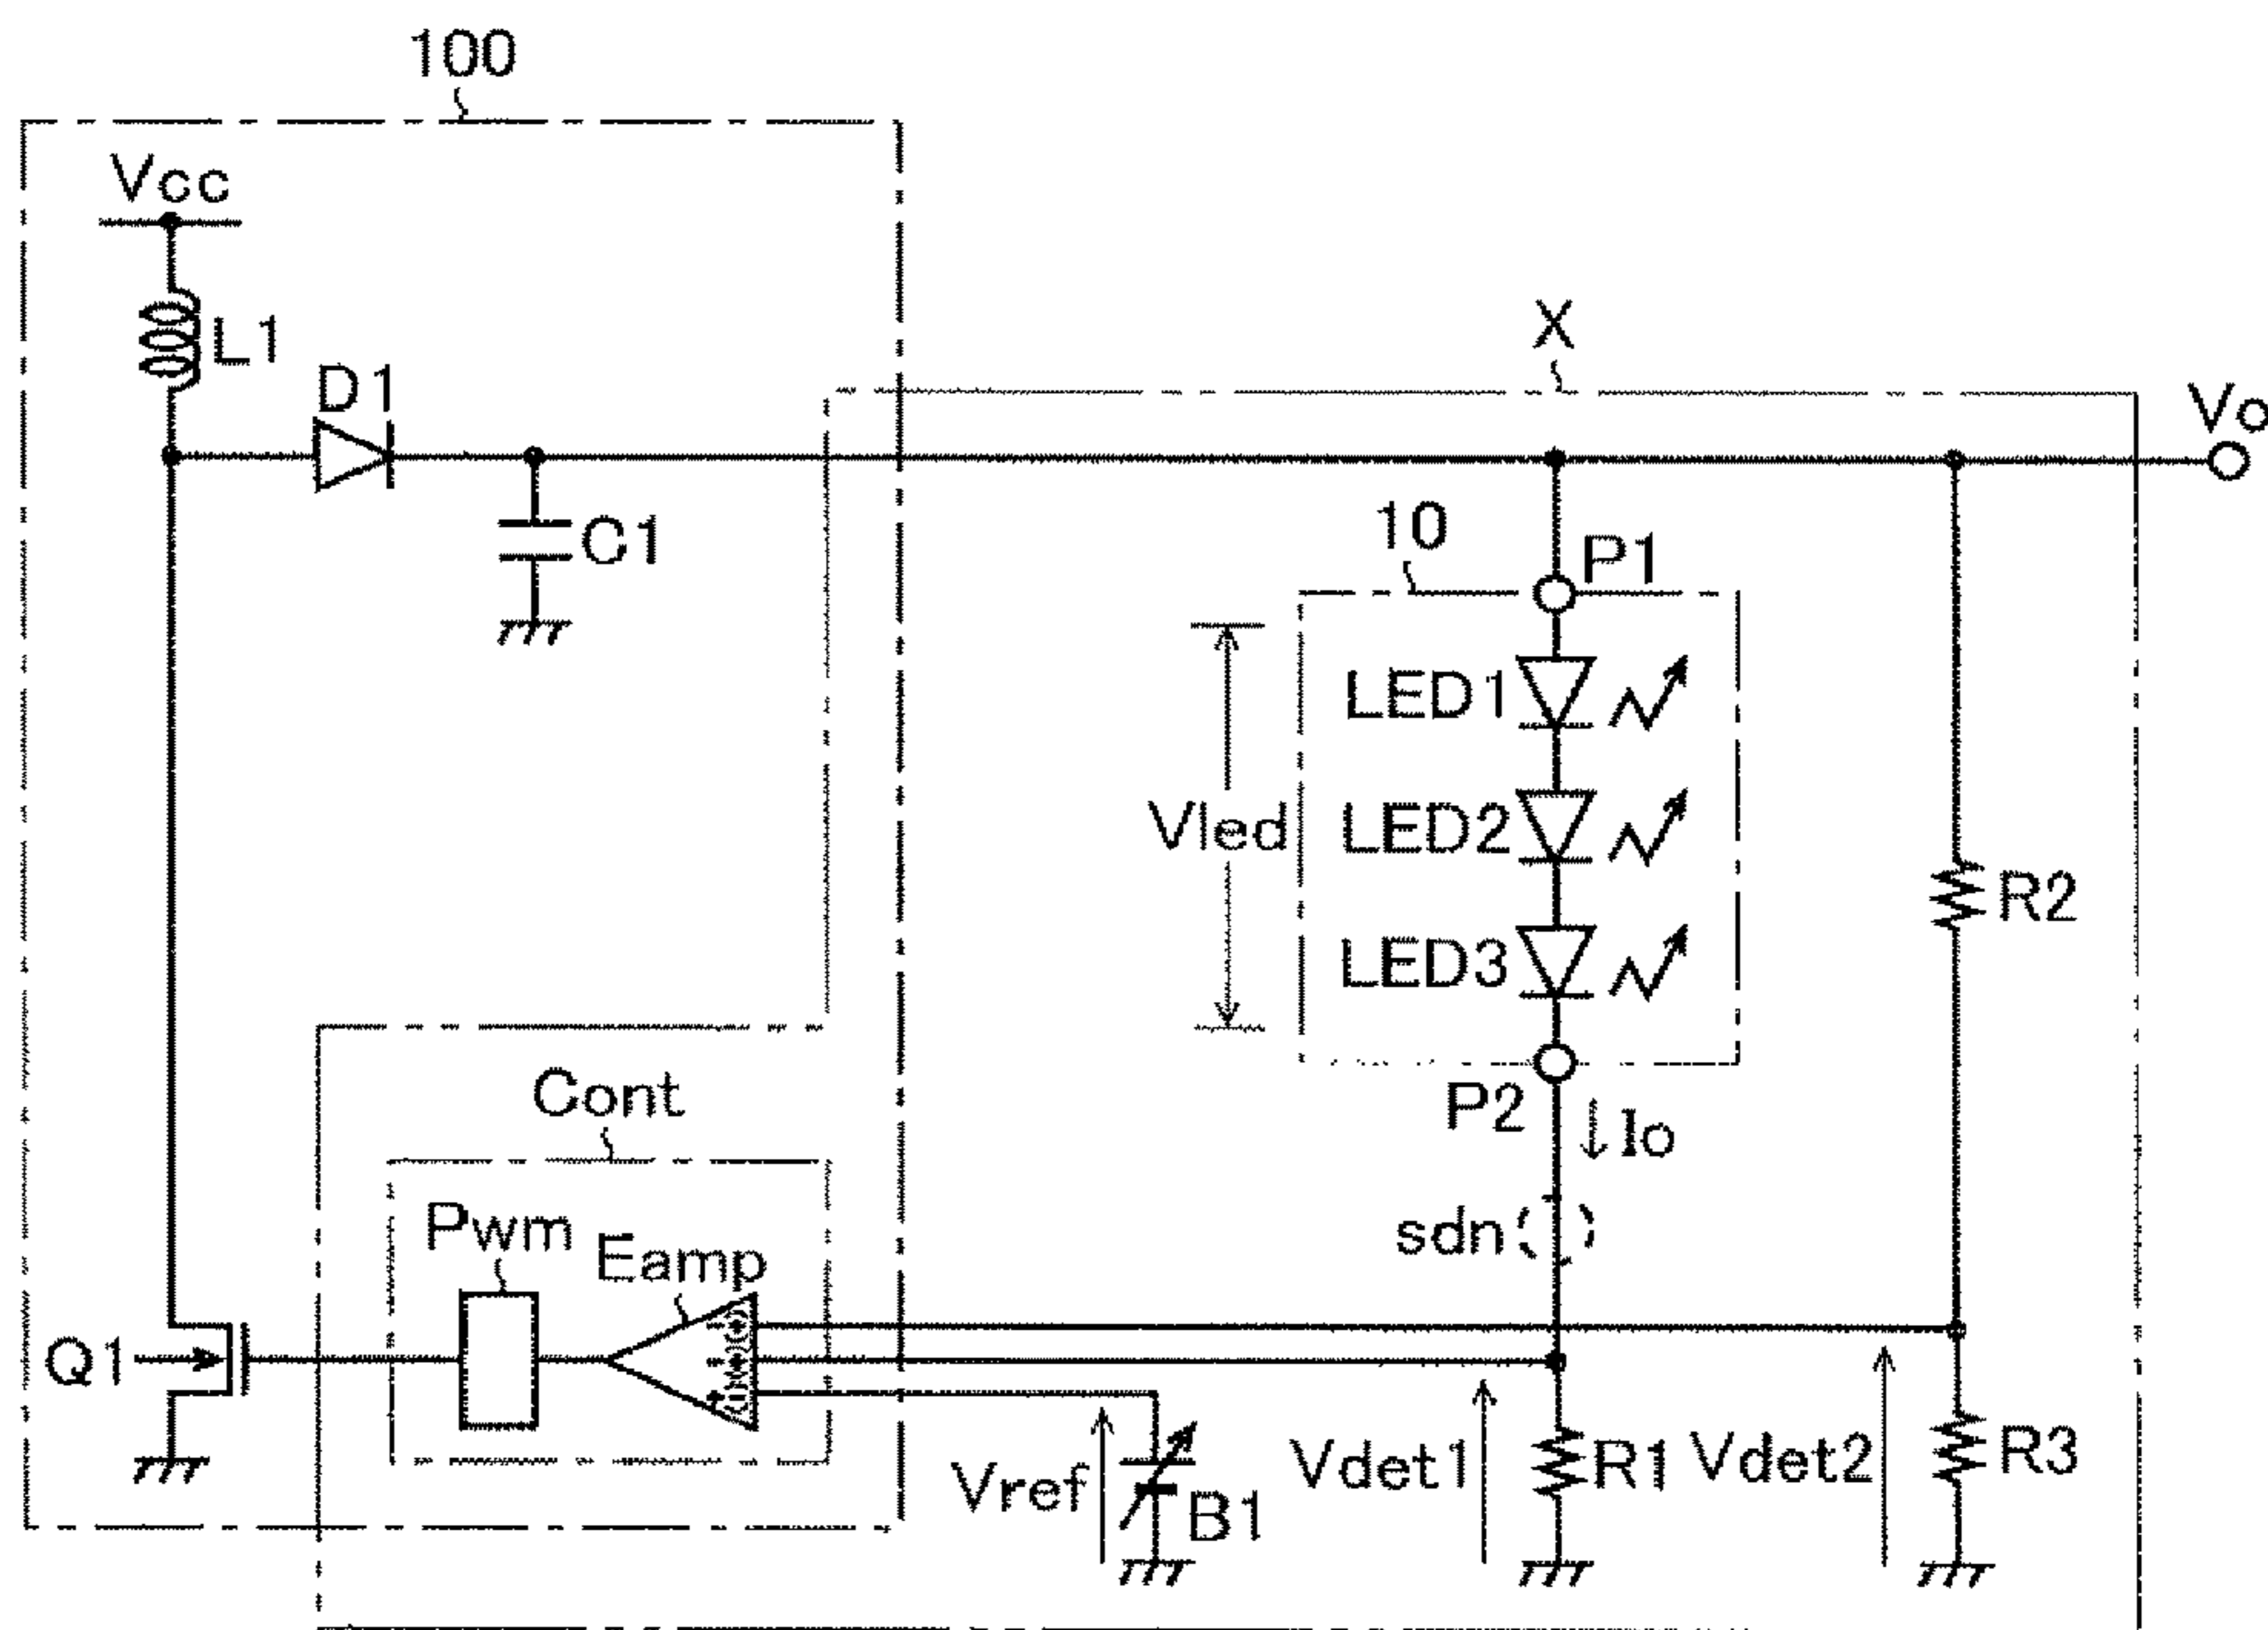 100
Vcc
L1
D1
X
Vo
C1
10
P1
LED1
Vled
LED2
R2
LED3
Cont
P2
Io
Pwm
Eamp
sdn
Q1
Vref
B1
Vdet1
R1
Vdet2
R3